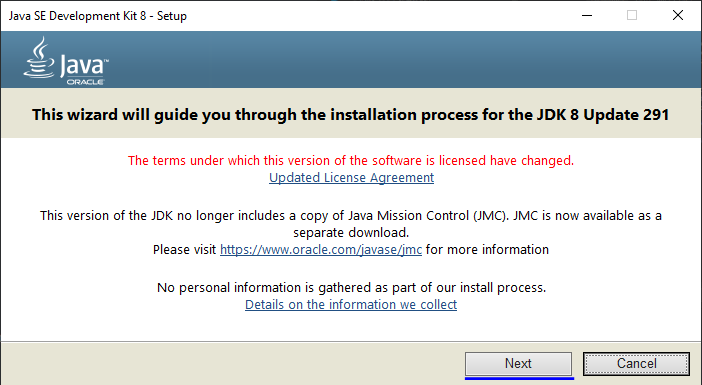 Java SE Development Kit 8 - Setup
Java™
ORACLE
This wizard will guide you through the installation process for the JDK 8 Update 291
The terms under which this version of the software is licensed have changed.
Updated License Agreement
This version of the JDK no longer includes a copy of Java Mission Control (JMC). JMC is now available as a
separate download.
Please visit https://www.oracle.com/javase/jmc for more information
No personal information is gathered as part of our install process.
Details on the information we collect
Next
Cancel